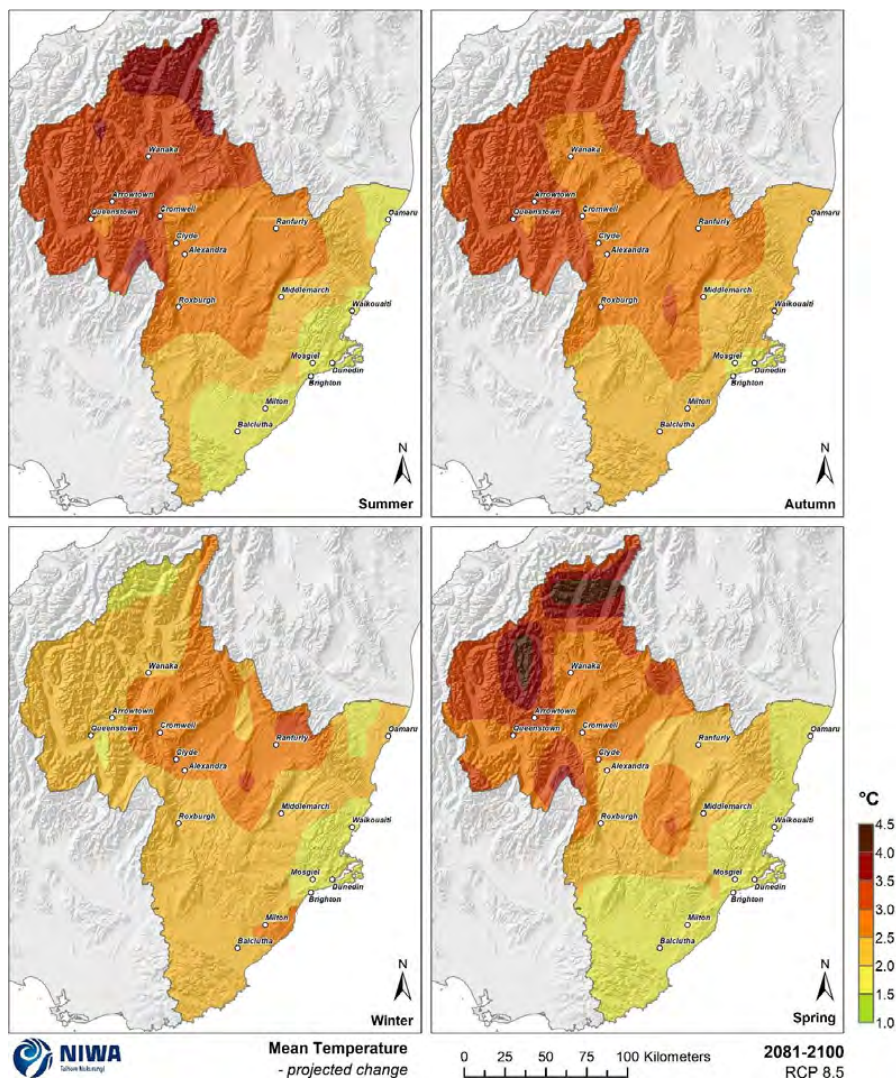 Wanaka
Arrowtown
Queenstown
Cromwell
Clyde
Alexandra
Ranfurly
Oamaru
Roxburgh
Middlemarch
Waikouaiti
Mosgiel
Dunedin
Brighton
Milton
Balclutha
N
Summer
Wanaka
Arrowtown
Queenstown
Cromwell
Clyde
Alexandra
Ranfurly
Oamaru
Roxburgh
Middlemarch
Waikouaiti
Mosgiel
Dunedin
Brighton
Milton
Balclutha
N
Autumn
Wanaka
Arrowtown
Queenstown
Cromwell
Clyde
Alexandra
Ranfurly
Oamaru
Roxburgh
Middlemarch
Waikouaiti
Mosgiel
Dunedin
Brighton
Milton
Balclutha
N
Winter
Wanaka
Arrowtown
Queenstown
Cromwell
Clyde
Alexandra
Ranfurly
Oamaru
Roxburgh
Middlemarch
Waikouaiti
Mosgiel
Dunedin
Brighton
Milton
Balclutha
N
Spring
°C
4.5
4.0
3.5
3.0
2.5
2.0
1.5
1.0
NIWA
Taihoro Nukurangi
Mean Temperature
- projected change
0 25 50 75 100 Kilometers
2081-2100
RCP 8.5